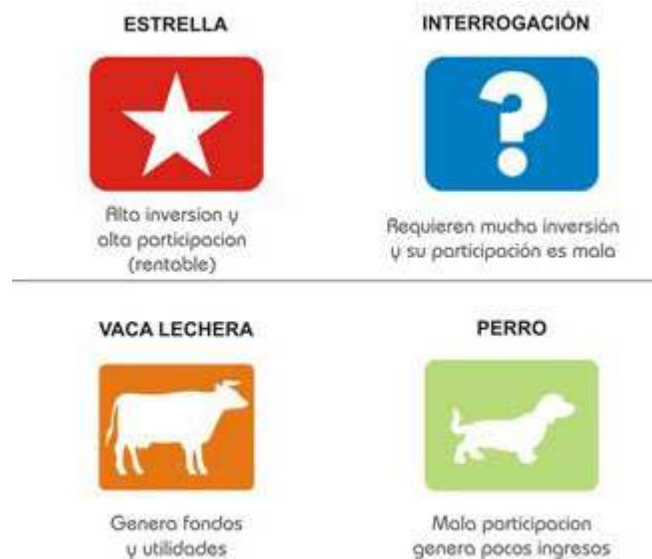 ESTRELLA
INTERROGACIÓN
?
Alta inversion y
alta participacion
(rentable)
Requieren mucha inversión
y su participación es mala
VACA LECHERA
PERRO
Genera fondos
y utilidades
Mala participacion
genera pocos ingresos